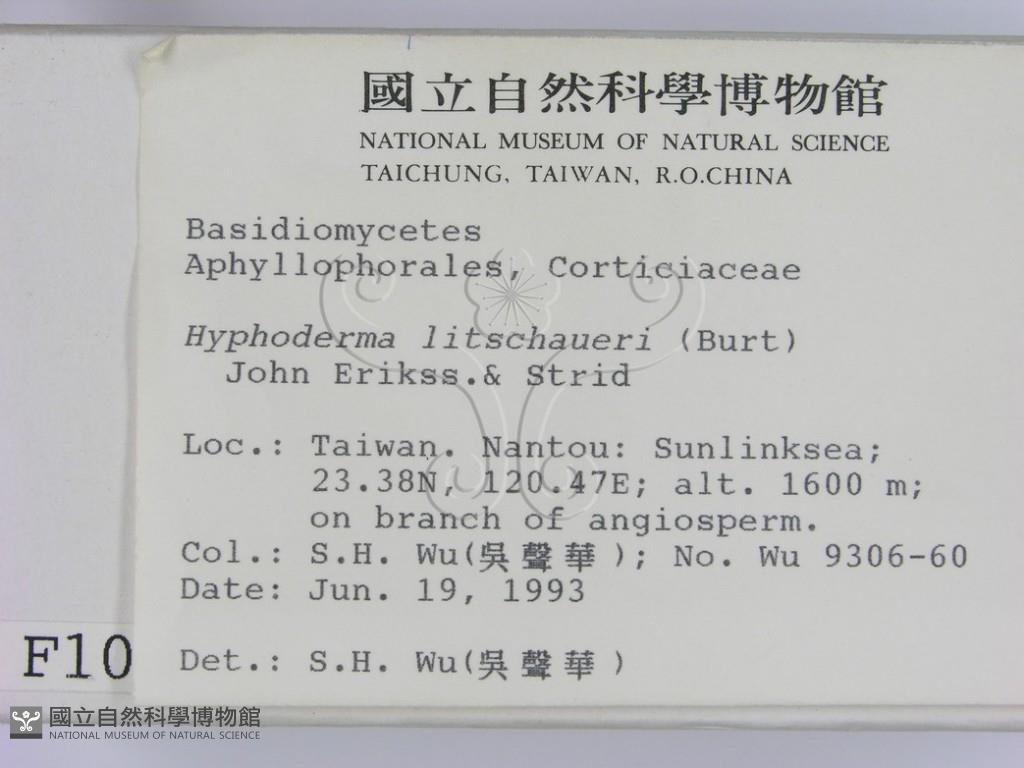 國立自然科學博物館
NATIONAL MUSEUM OF NATURAL SCIENCE
TAICHUNG, TAIWAN, R.O.CHINA
Basidiomycetes
Aphyllophorales, Corticiaceae
Hyphoderma litschaueri (Burt)
John Erikss.& Strid
Loc.: Taiwan. Nantou: Sunlinksea;
23.38N, 120.47E; alt. 1600 m;
on branch of angiosperm.
Col.: S.H. Wu(吳聲華); No. Wu 9306-60
Date: Jun. 19, 1993
Det.: S.H. Wu(吳聲華)
F10
國立自然科學博物館
NATIONAL MUSEUM OF NATURAL SCIENCE